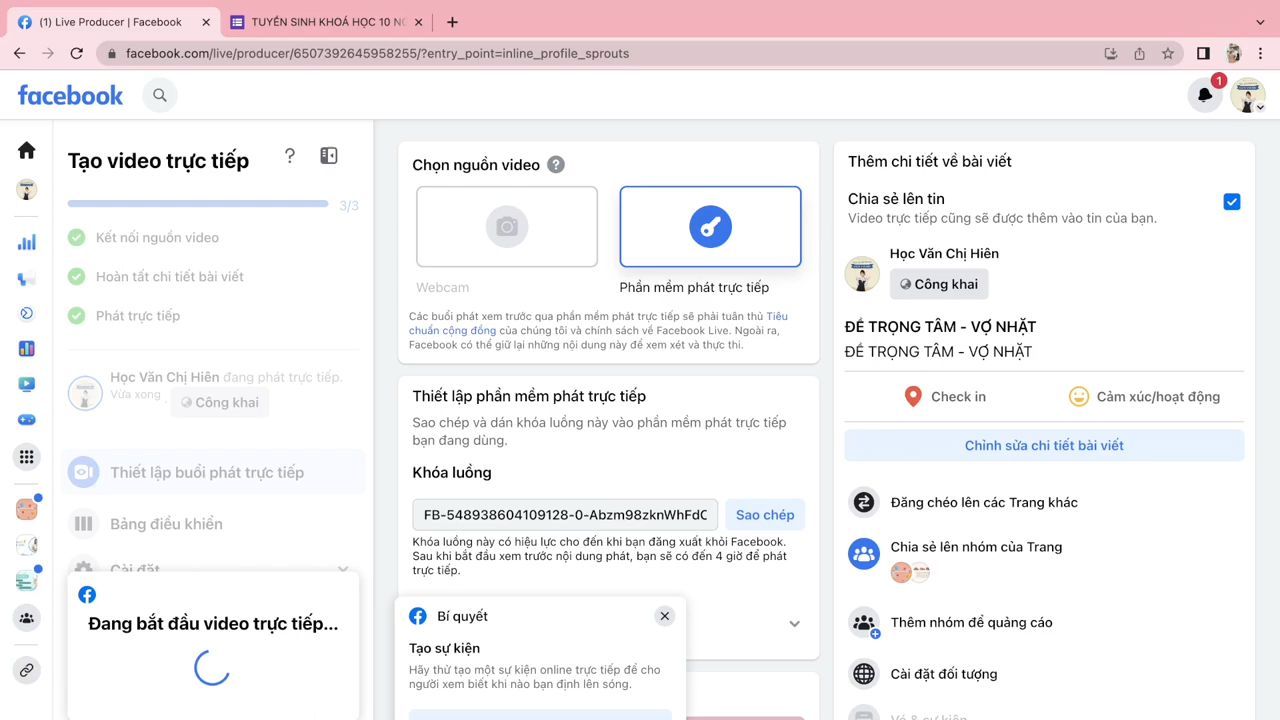 (1) Live Producer | Facebook
TUYỂN SINH KHOÁ HỌC 10 NG
facebook.com/live/producer/6507392645958255/?entry_point=inline_profile_sprouts
facebook
1
Tạo video trực tiếp
3/3
Kết nối nguồn video
Hoàn tất chi tiết bài viết
Phát trực tiếp
Học Văn Chị Hiên đang phát trực tiếp.
Vừa xong
Công khai
Thiết lập buổi phát trực tiếp
Bảng điều khiển
Cài đặt
Đang bắt đầu video trực tiếp...
Chọn nguồn video
Webcam
Phần mềm phát trực tiếp
Các buổi phát xem trước qua phần mềm phát trực tiếp sẽ phải tuân thủ Tiêu
chuẩn cộng đồng của chúng tôi và chính sách về Facebook Live. Ngoài ra,
Facebook có thể giữ lại những nội dung này để xem xét và thực thi.
Thiết lập phần mềm phát trực tiếp
Sao chép và dán khóa luồng này vào phần mềm phát trực tiếp
bạn đang dùng.
Khóa luồng
FB-548938604109128-0-Abzm98zknWhFdC
Sao chép
Khóa luồng này có hiệu lực cho đến khi bạn đăng xuất khỏi Facebook.
Sau khi bắt đầu xem trước nội dung phát, bạn sẽ có đến 4 giờ để phát
trực tiếp.
Bí quyết
Tạo sự kiện
Hãy thử tạo một sự kiện online trực tiếp để cho
người xem biết khi nào bạn định lên sóng.
Thêm chi tiết về bài viết
Chia sẻ lên tin
Video trực tiếp cũng sẽ được thêm vào tin của bạn.
Học Văn Chị Hiên
Công khai
ĐỀ TRỌNG TÂM - VỢ NHẶT
ĐỀ TRỌNG TÂM - VỢ NHẶT
Check in
Cảm xúc/hoạt động
Chỉnh sửa chi tiết bài viết
Đăng chéo lên các Trang khác
Chia sẻ lên nhóm của Trang
Thêm nhóm để quảng cáo
Cài đặt đối tượng